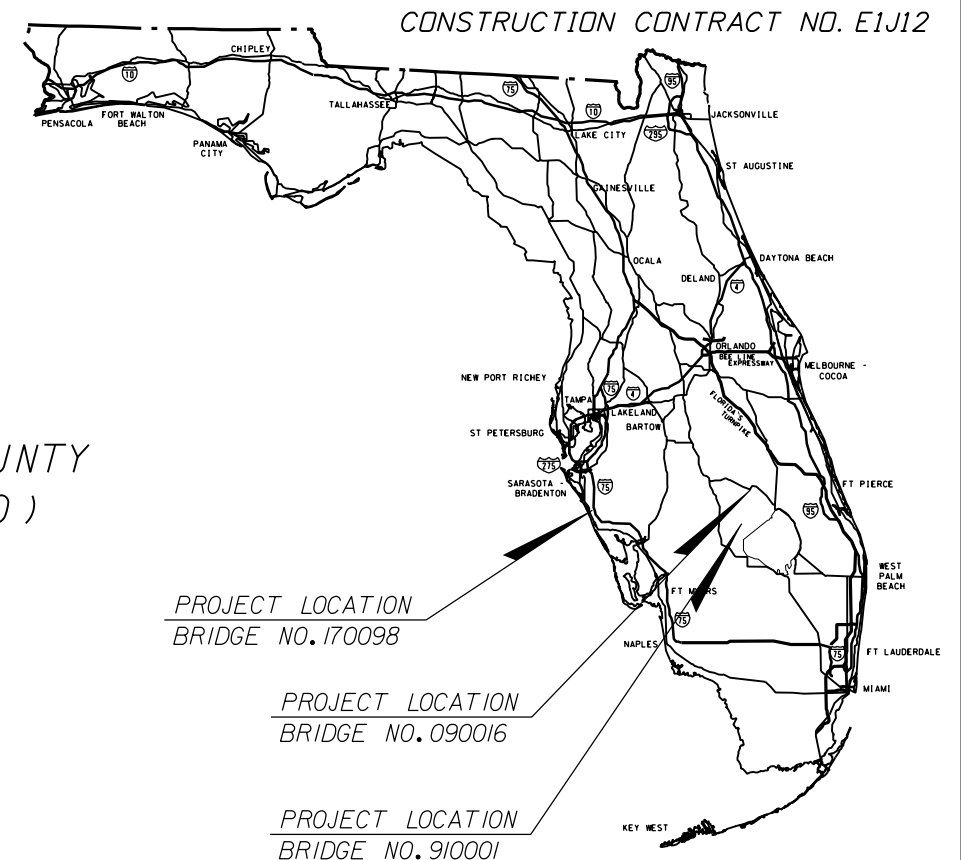 CONSTRUCTION CONTRACT NO. E1J12
CHIPLEY
10
75
95
TALLAHASSEE
10
PENSACOLA
FORT WALTON
BEACH
JACKSONVILLE
LAKE CITY
295
PANAMA
CITY
ST AUGUSTINE
GAINESVILLE
OCALA
DAYTONA BEACH
DELAND
4
ORLANDO
BEE LINE
EXPRESSWAY
MELBOURNE -
COCOA
NEW PORT RICHEY
75
4
TAMPA
LAKELAND
FLORIDA'S
TURNPIKE
BARTOW
ST PETERSBURG
UNTY
275
SARASOTA -
BRADENTON
75
FT PIERCE
O )
95
WEST
PALM
BEACH
FT MYERS
PROJECT LOCATION
BRIDGE NO. 170098
75
NAPLES
75
FT LAUDERDALE
MIAMI
PROJECT LOCATION
BRIDGE NO. 090016
PROJECT LOCATION
BRIDGE NO. 910001
KEY WEST